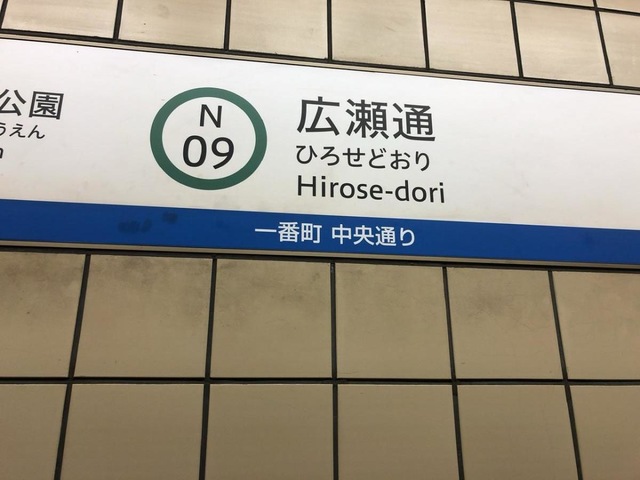 公園
うえん
N
09
広瀬通
ひろせどおり
Hirose-dori
一番町 中央通り